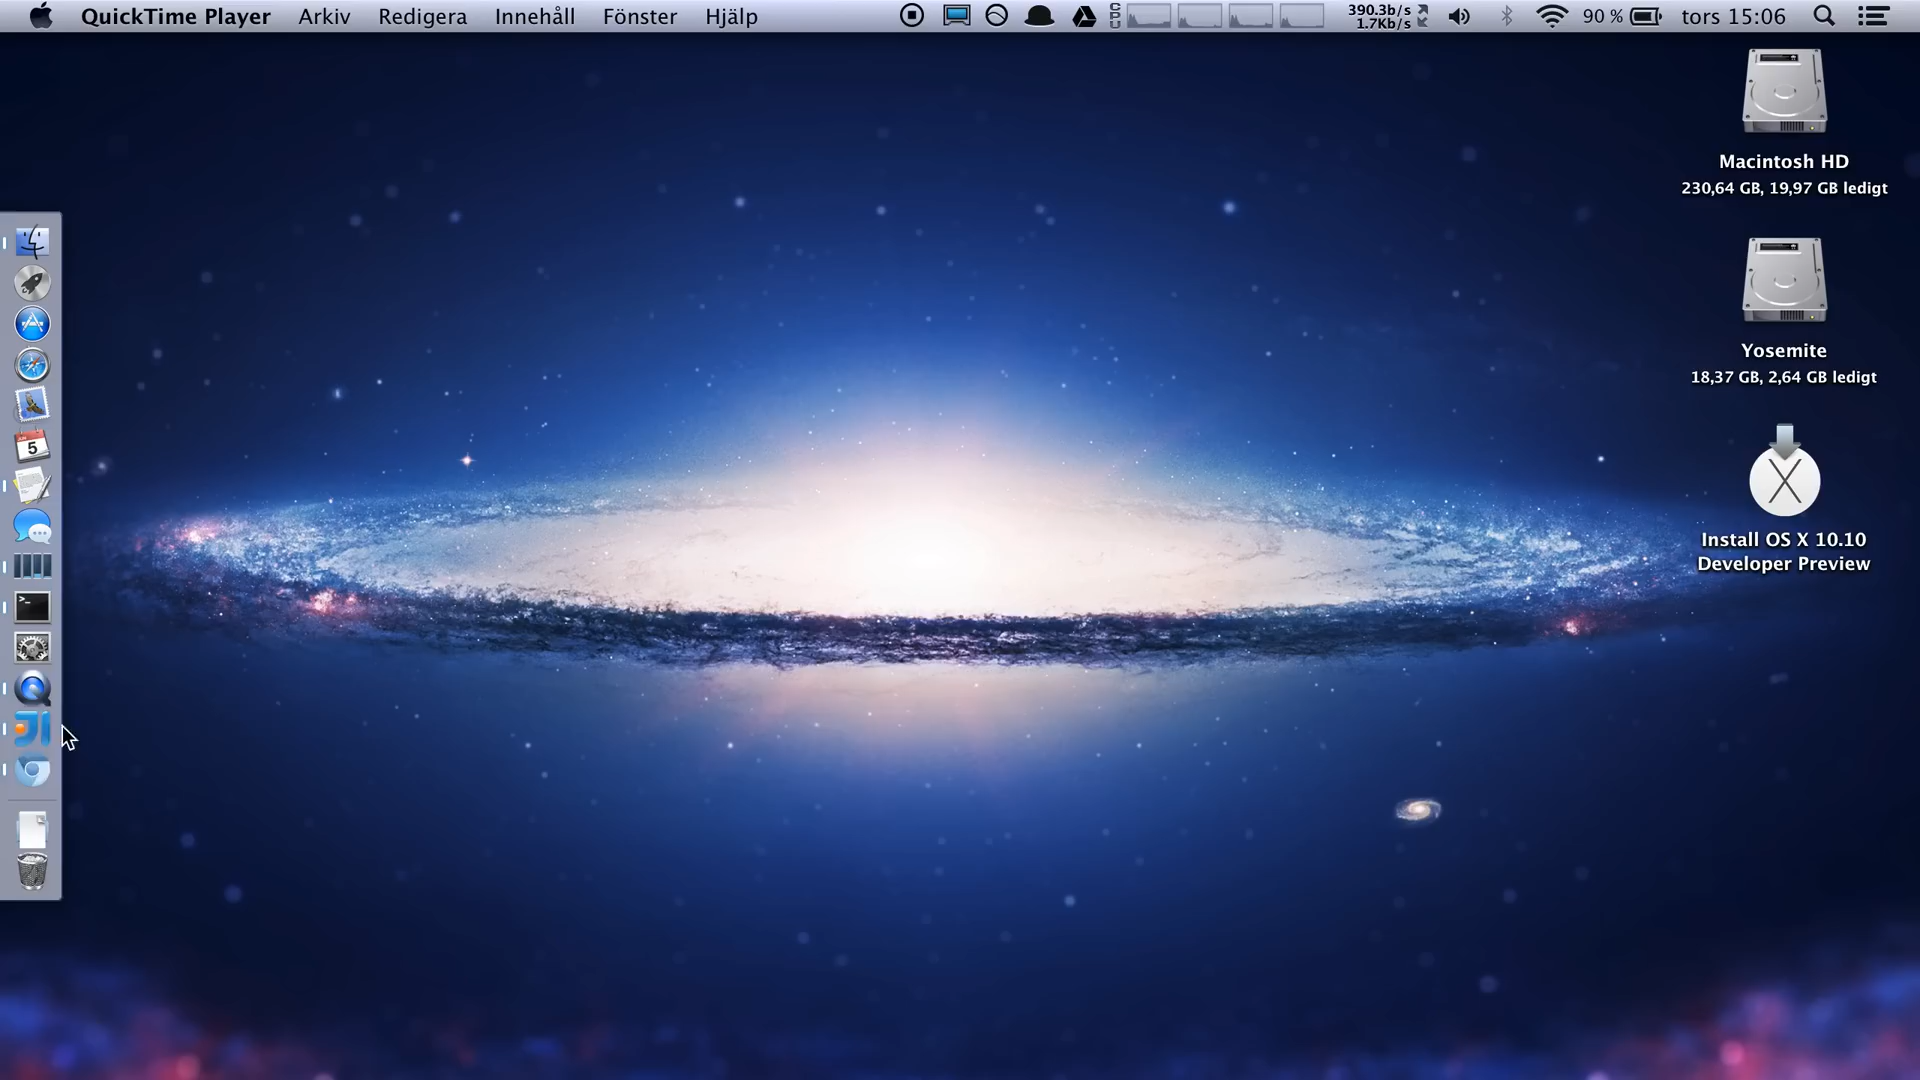 QuickTime Player Arkiv Redigera Innehåll Fönster Hjälp CPU 390.3b/s 90 % tors 15:06
1.7Kb/s
Macintosh HD
230,64 GB, 19,97 GB ledigt
Yosemite
18,37 GB, 2,64 GB ledigt
5
Install OS X 10.10
Developer Preview